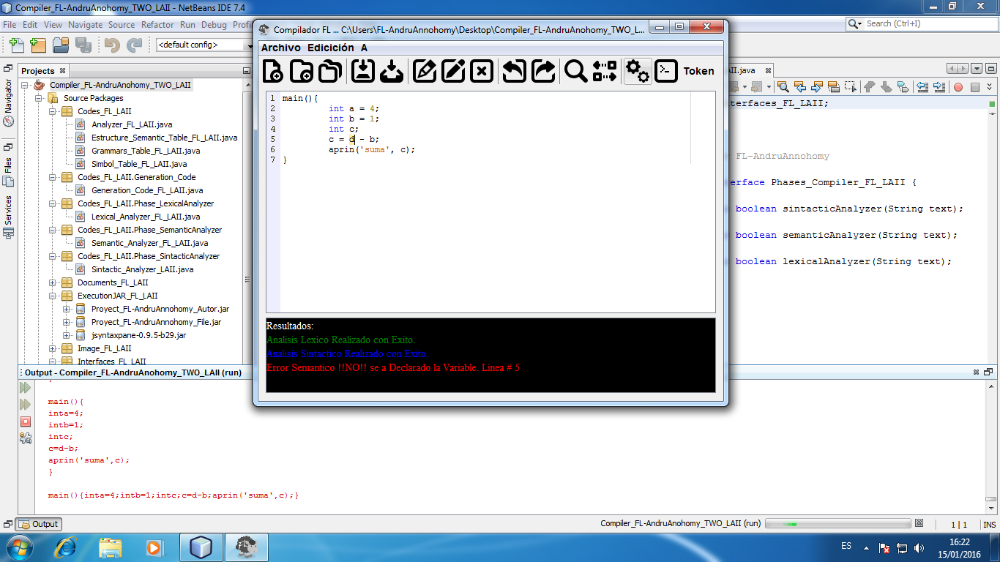 Compiler_FL-AndruAnohomy_TWO_LAII - NetBeans IDE 7.4
File Edit View Navigate Source Refactor Run Debug Profi
Search (Ctrl+I)
<default config>
Projects
Navigator
Files
Services
Compiler_FL-AndruAnohomy_TWO_LAII
Source Packages
Codes_FL_LAII
Analyzer_FL_LAII.java
Estructure_Semantic_Table_FL_LAII.java
Grammars_Table_FL_LAII.java
Simbol_Table_FL_LAII.java
Codes_FL_LAII.Generation_Code
Generation_Code_FL_LAII.java
Codes_FL_LAII.Phase_LexicalAnalyzer
Lexical_Analyzer_FL_LAII.java
Codes_FL_LAII.Phase_SemanticAnalyzer
Semantic_Analyzer_FL_LAII.java
Codes_FL_LAII.Phase_SintacticAnalyzer
Sintactic_Analyzer_LAII.java
Documents_FL_LAII
ExecutionJAR_FL_LAII
Proyect_FL-AndruAnnohomy_Autor.jar
Proyect_FL-AndruAnnohomy_File.jar
jsyntaxpane-0.9.5-b29.jar
Image_FL_LAII
Interfaces_FL_LAII
Compilador FL ... C:\Users\FL-AndruAnnohomy\Desktop\Compiler_FL-AndruAnohomy_TWO_L...
Archivo Edicición A
Token
1 main(){
2 int a = 4;
3 int b = 1;
4 int c;
5 c = d - b;
6 aprin('suma', c);
7 }
Resultados:
Analisis Lexico Realizado con Exito.
Analisis Sintactico Realizado con Exito.
Error Semantico !!NO!! se a Declarado la Variable. Linea # 5
II.java
terfaces_FL_LAII;
FL-AndruAnnohomy
erface Phases_Compiler_FL_LAII {
boolean sintacticAnalyzer(String text);
boolean semanticAnalyzer(String text);
boolean lexicalAnalyzer(String text);
Output - Compiler_FL-AndruAnohomy_TWO_LAII (run)
}
main(){
inta=4;
intb=1;
intc;
c=d-b;
aprin('suma',c);
}
main(){inta=4;intb=1;intc;c=d-b;aprin('suma',c);}
Output
Compiler_FL-AndruAnohomy_TWO_LAII (run)
1 | 1
INS
ES
16:22
15/01/2016